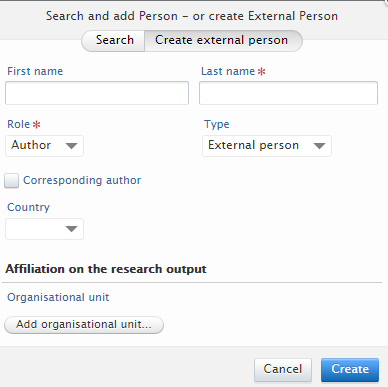 Search and add Person - or create External Person
Search Create external person
First name Last name *
Role * Type
Author External person
Corresponding author
Country
Affiliation on the research output
Organisational unit
Add organisational unit...
Cancel Create